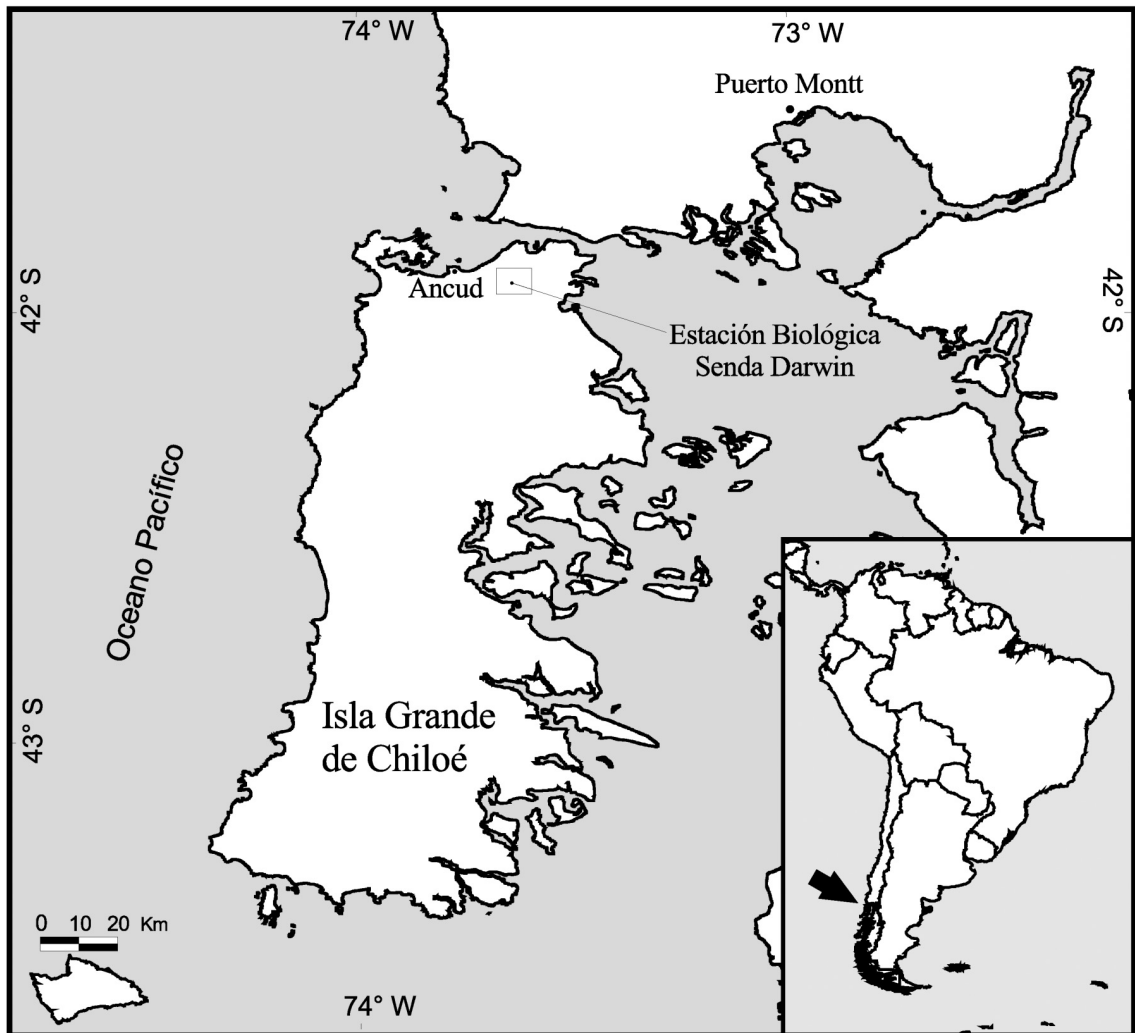 74° W
73° W
Puerto Montt
42° S
42° S
Ancud
Estación Biológica
Senda Darwin
Oceano Pacífico
43° S
Isla Grande
de Chiloé
0 10 20 Km
74° W